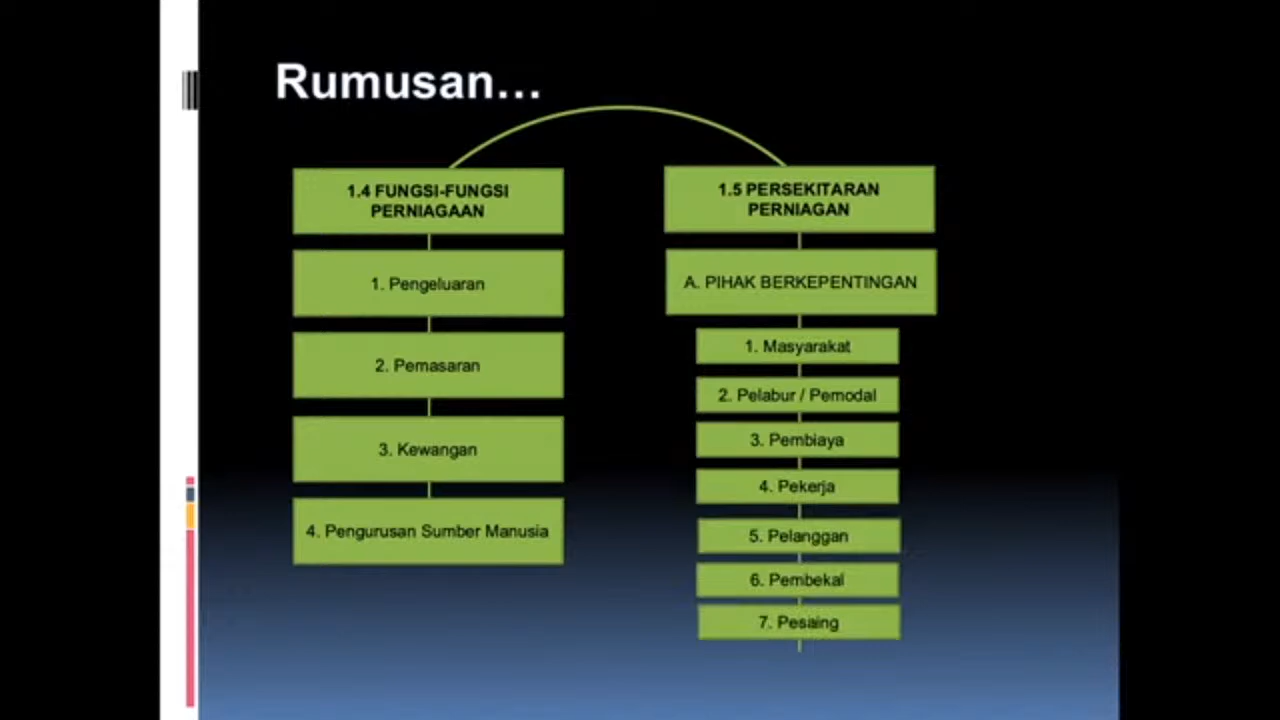 Rumusan...
1.4 FUNGSI-FUNGSI
PERNIAGAAN
1. Pengeluaran
2. Pemasaran
3. Kewangan
4. Pengurusan Sumber Manusia
1.5 PERSEKITARAN
PERNIAGAN
A. PIHAK BERKEPENTINGAN
1. Masyarakat
2. Pelabur / Pemodal
3. Pembiaya
4. Pekerja
5. Pelanggan
6. Pembekal
7. Pesaing